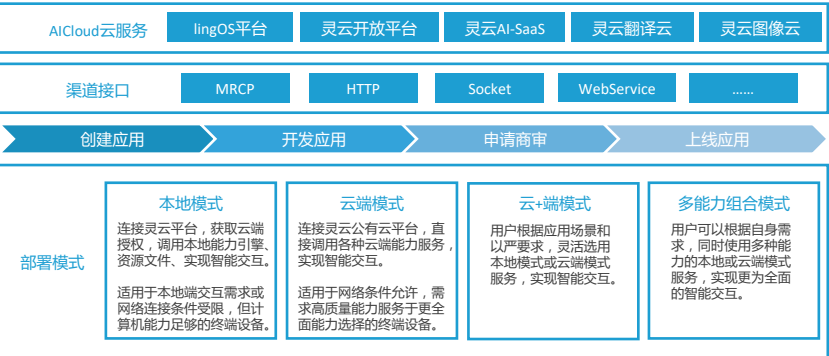 AICloud云服务
lingOS平台
灵云开放平台
灵云AI-SaaS
灵云翻译云
灵云图像云
渠道接口
MRCP
HTTP
Socket
WebService
......
创建应用
开发应用
申请商审
上线应用
部署模式
本地模式
连接灵云平台，获取云端
授权，调用本地能力引擎、
资源文件、实现智能交互。
适用于本地端交互需求或
网络连接条件受限，但计
算机能力足够的终端设备。
云端模式
连接灵云公有云平台，直
接调用各种云端能力服务，
实现智能交互。
适用于网络条件允许，需
求高质量能力服务于更全
面能力选择的终端设备。
云+端模式
用户根据应用场景和
以严要求，灵活选用
本地模式或云端模式
服务，实现智能交互。
多能力组合模式
用户可以根据自身需
求，同时使用多种能
力的本地或云端模式
服务，实现更为全面
的智能交互。